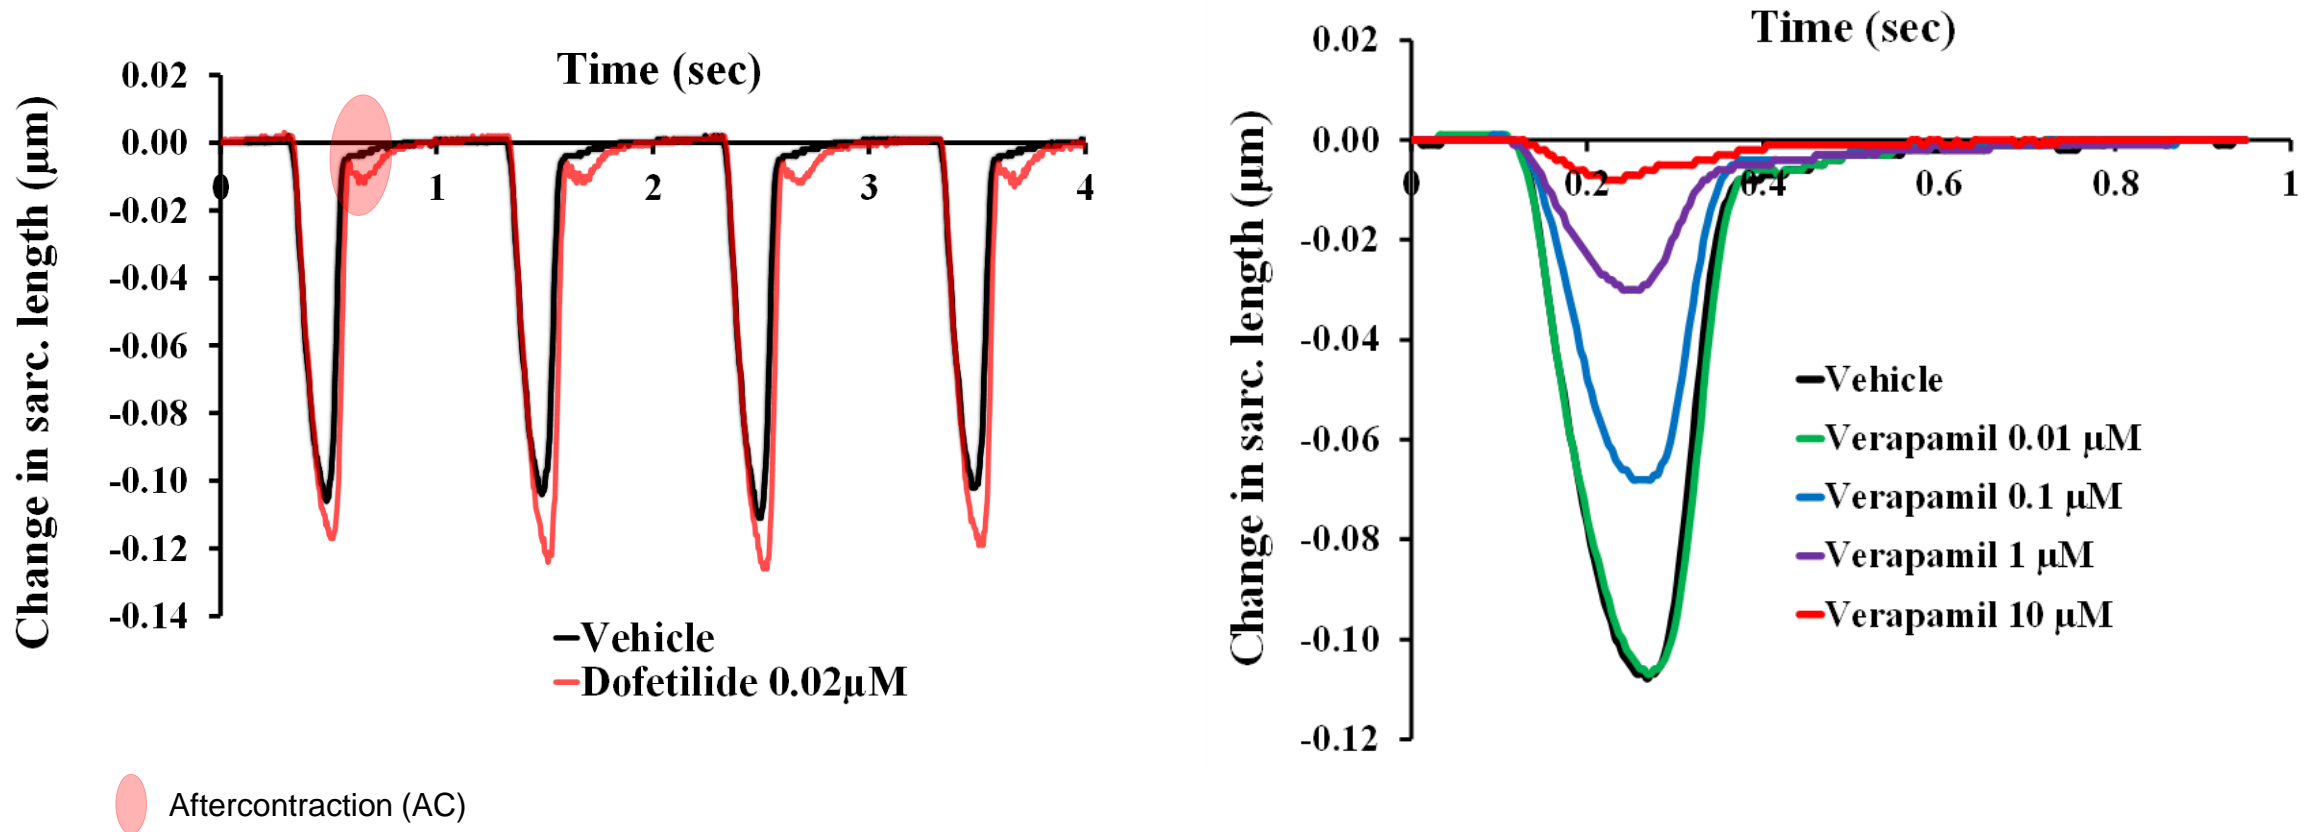 Time (sec)
Change in sarc. length (μm)
0.02
0.00
-0.02
-0.04
-0.06
-0.08
-0.10
-0.12
-0.14
0 1 2 3 4
Vehicle
Dofetilide 0.02μM
Aftercontraction (AC)
Time (sec)
Change in sarc. length (μm)
0.02
0.00
-0.02
-0.04
-0.06
-0.08
-0.10
-0.12
0 0.2 0.4 0.6 0.8 1
Vehicle
Verapamil 0.01 μM
Verapamil 0.1 μM
Verapamil 1 μM
Verapamil 10 μM